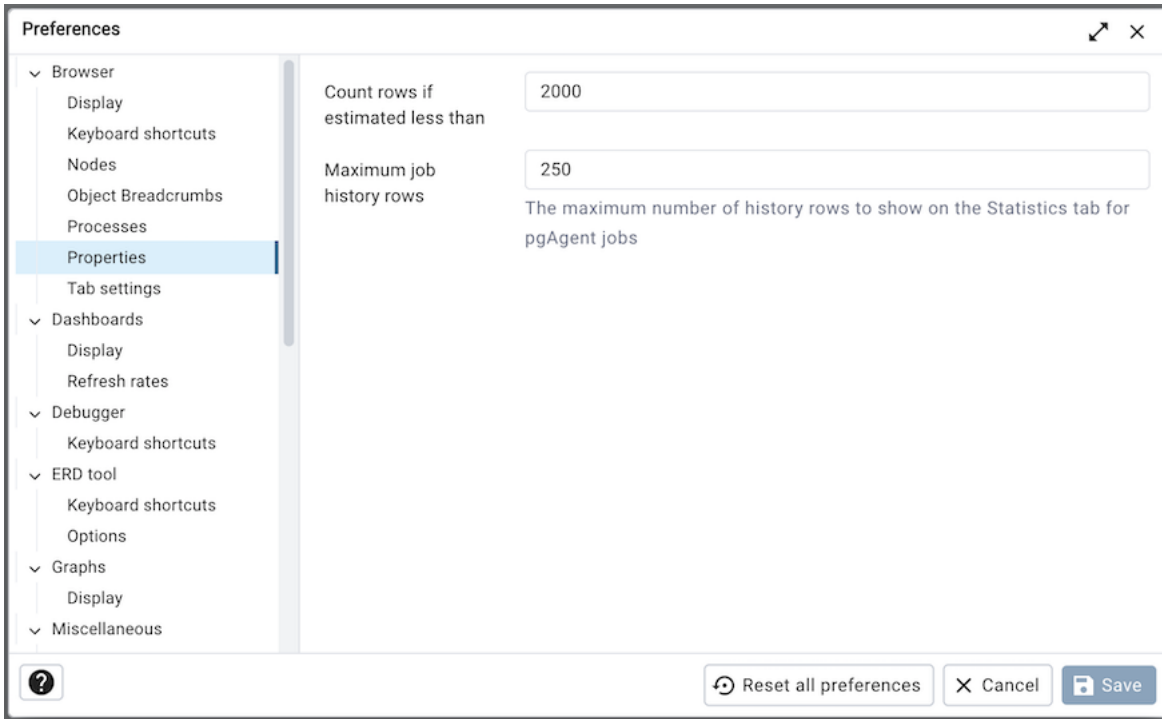 Preferences
Browser
Display
Keyboard shortcuts
Nodes
Object Breadcrumbs
Processes
Properties
Tab settings
Dashboards
Display
Refresh rates
Debugger
Keyboard shortcuts
ERD tool
Keyboard shortcuts
Options
Graphs
Display
Miscellaneous
Count rows if
estimated less than
2000
Maximum job
history rows
250
The maximum number of history rows to show on the Statistics tab for
pgAgent jobs
Reset all preferences
Cancel
Save